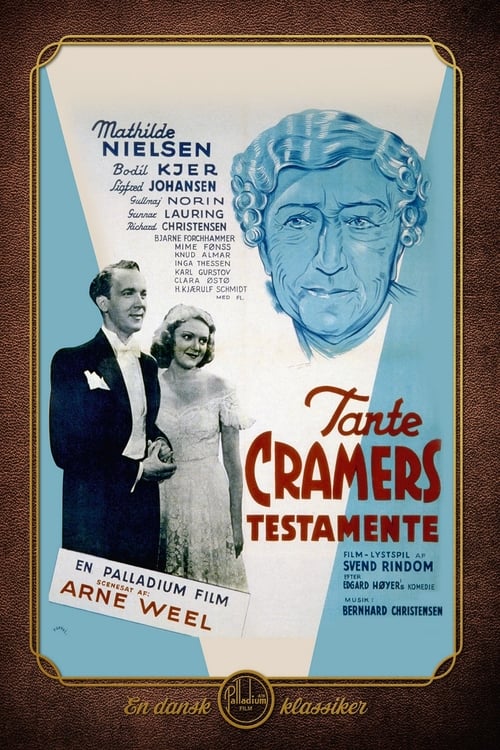 Mathilde
NIELSEN
Bodil KJER
Sigfred JOHANSEN
Gullmaj NORIN
Gunnar LAURING
Richard CHRISTENSEN
BJARNE FORCHHAMMER
MIME FØNSS
KNUD ALMAR
INGA THESSEN
KARL GURSTOV
CLARA ØSTØ
H. KJÆRULF SCHMIDT
MED FL.
Tante
CRAMERS
TESTAMENTE
FILM-LYSTSPIL AF
SVEND RINDOM
EFTER
EDGARD HØYER's KOMEDIE
MUSIK:
BERNHARD CHRISTENSEN
EN PALLADIUM FILM
SCENESAT AF:
ARNE WEEL
En dansk
Palladium
FILM
klassiker